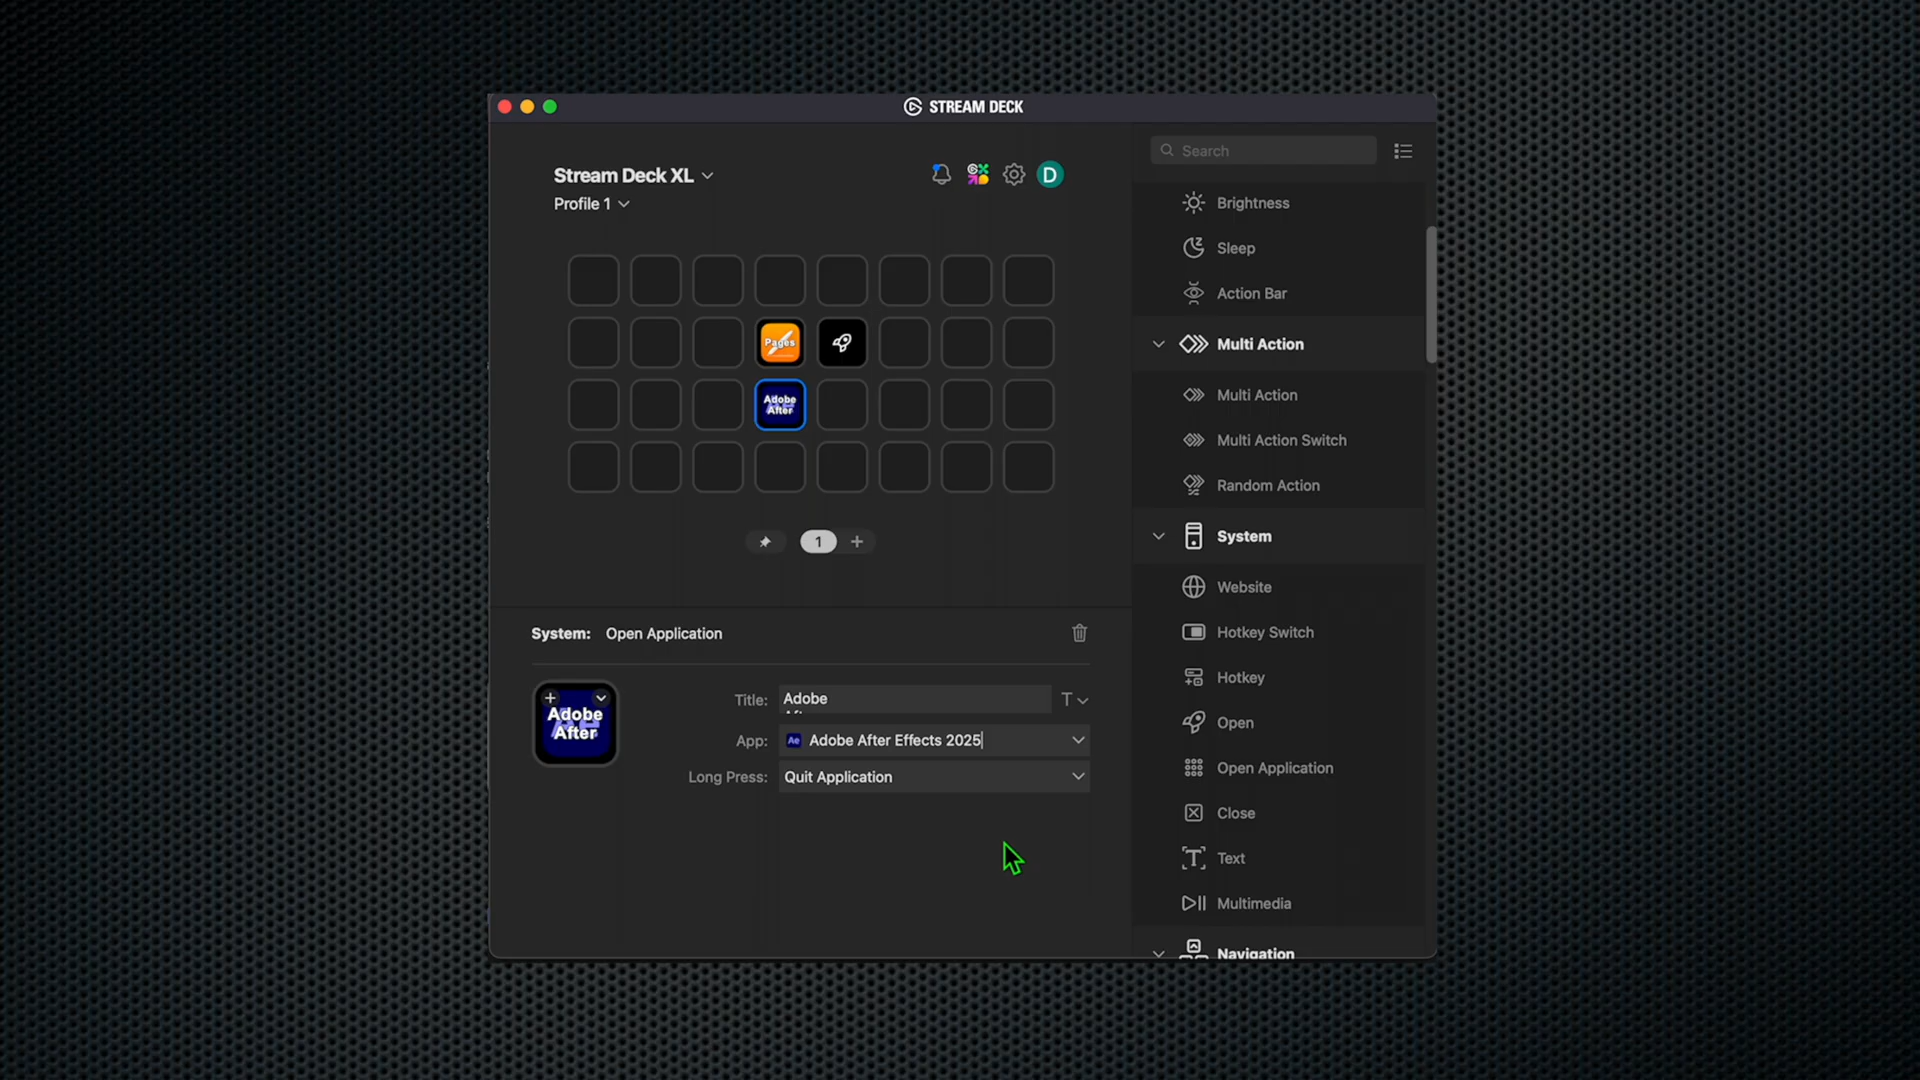 STREAM DECK
Search
Stream Deck XL
D
Profile 1
Brightness
Sleep
Action Bar
Pages
Multi Action
Adobe
After
Multi Action
Multi Action Switch
Random Action
1
System
Website
System: Open Application
Hotkey Switch
Hotkey
Adobe
After
Title: Adobe
After
T
Open
App: Ae Adobe After Effects 2025
Open Application
Long Press: Quit Application
Close
Text
Multimedia
Navigation